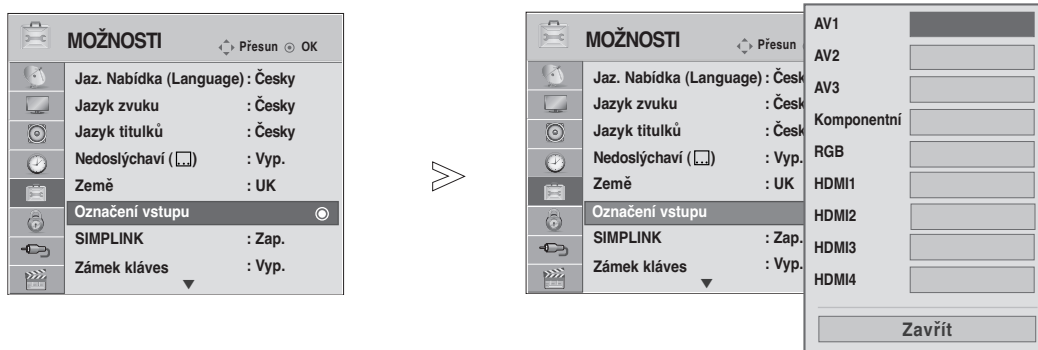 MOŽNOSTI
Přesun OK
Jaz. Nabídka (Language) : Česky
Jazyk zvuku : Česky
Jazyk titulků : Česky
Nedoslýchaví ( ) : Vyp.
Země : UK
Označení vstupu
SIMPLINK : Zap.
Zámek kláves : Vyp.
MOŽNOSTI
Přesun
Jaz. Nabídka (Language) : Česk
Jazyk zvuku : Česk
Jazyk titulků : Česk
Nedoslýchaví ( ) : Vyp.
Země : UK
Označení vstupu
SIMPLINK : Zap.
Zámek kláves : Vyp.
AV1
AV2
AV3
Komponentní
RGB
HDMI1
HDMI2
HDMI3
HDMI4
Zavřít